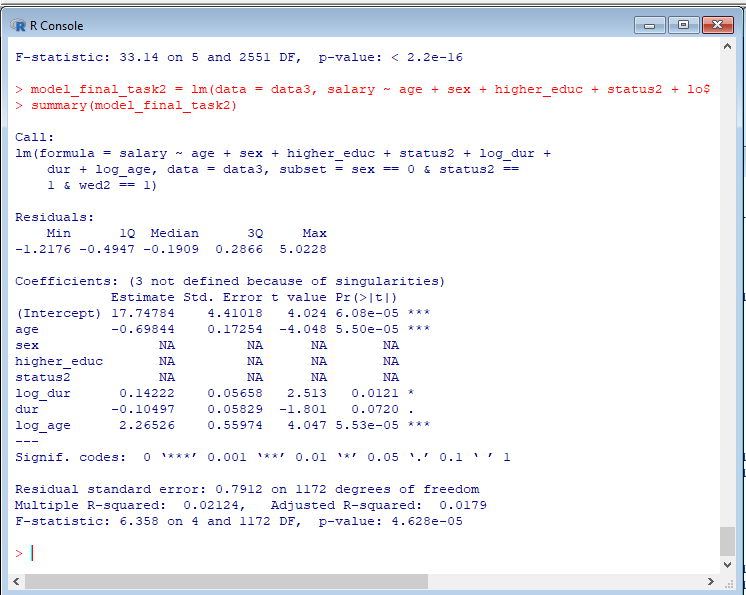 R Console
F-statistic: 33.14 on 5 and 2551 DF,  p-value: < 2.2e-16
> model_final_task2 = lm(data = data3, salary ~ age + sex + higher_educ + status2 + lo$
> summary(model_final_task2)
Call:
lm(formula = salary ~ age + sex + higher_educ + status2 + log_dur +
    dur + log_age, data = data3, subset = sex == 0 & status2 ==
    1 & wed2 == 1)
Residuals:
    Min      1Q  Median      3Q     Max
-1.2176 -0.4947 -0.1909  0.2866  5.0228
Coefficients: (3 not defined because of singularities)
            Estimate Std. Error t value Pr(>|t|)
(Intercept) 17.74784    4.41018   4.024 6.08e-05 ***
age         -0.69844    0.17254  -4.048 5.50e-05 ***
sex               NA         NA      NA       NA
higher_educ       NA         NA      NA       NA
status2           NA         NA      NA       NA
log_dur      0.14222    0.05658   2.513   0.0121 *
dur         -0.10497    0.05829  -1.801   0.0720 .
log_age      2.26526    0.55974   4.047 5.53e-05 ***
---
Signif. codes:  0 ‘***’ 0.001 ‘**’ 0.01 ‘*’ 0.05 ‘.’ 0.1 ‘ ’ 1
Residual standard error: 0.7912 on 1172 degrees of freedom
Multiple R-squared:  0.02124,   Adjusted R-squared:  0.0179
F-statistic: 6.358 on 4 and 1172 DF,  p-value: 4.628e-05
>